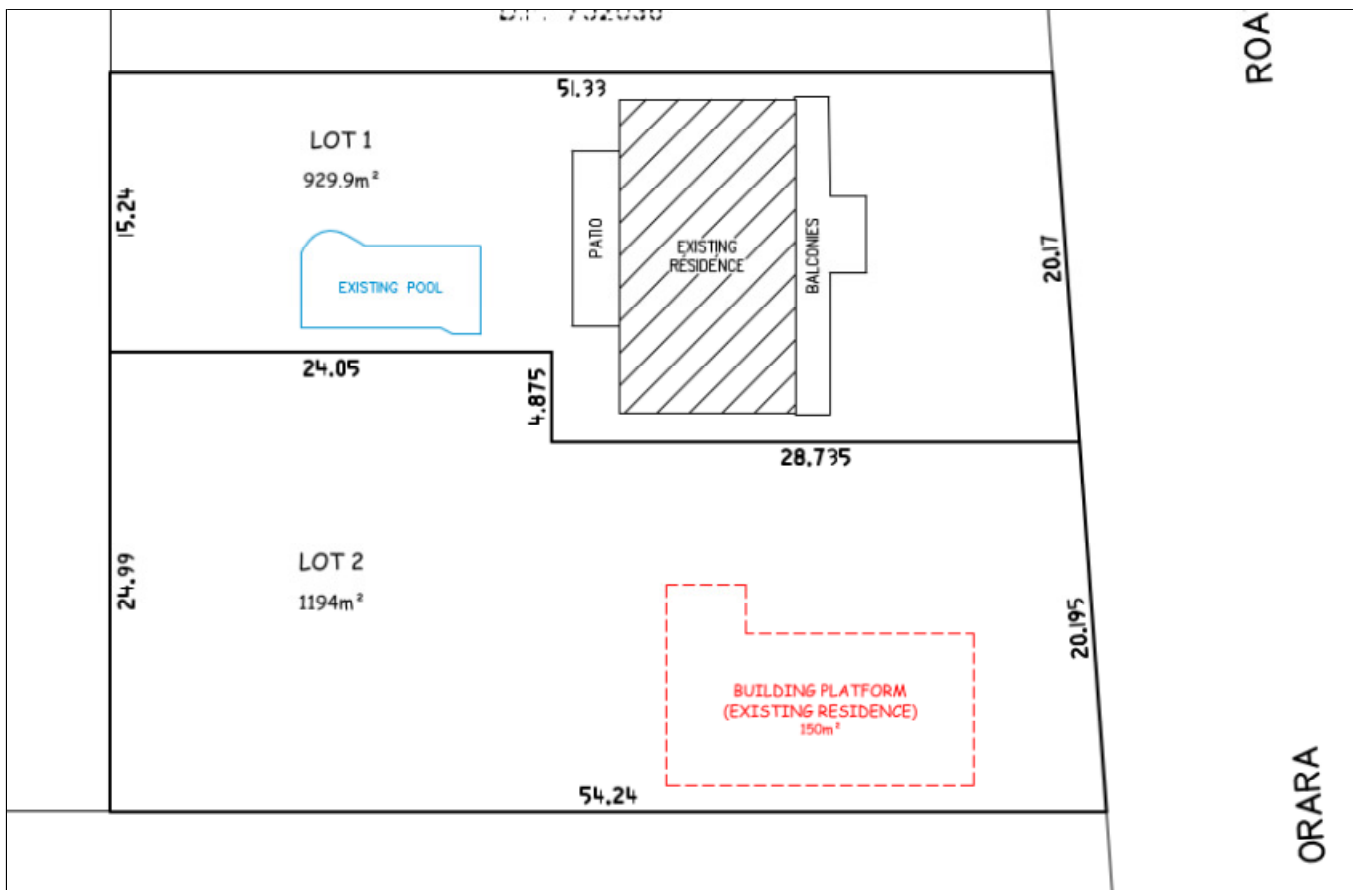 D.P. 752038
ROA
51.33
LOT 1
929.9m²
15.24
PATIO
EXISTING
RESIDENCE
BALCONIES
20.17
EXISTING POOL
24.05
4.875
28.735
LOT 2
1194m²
24.99
20.195
BUILDING PLATFORM
(EXISTING RESIDENCE)
150m²
54.24
ORARA